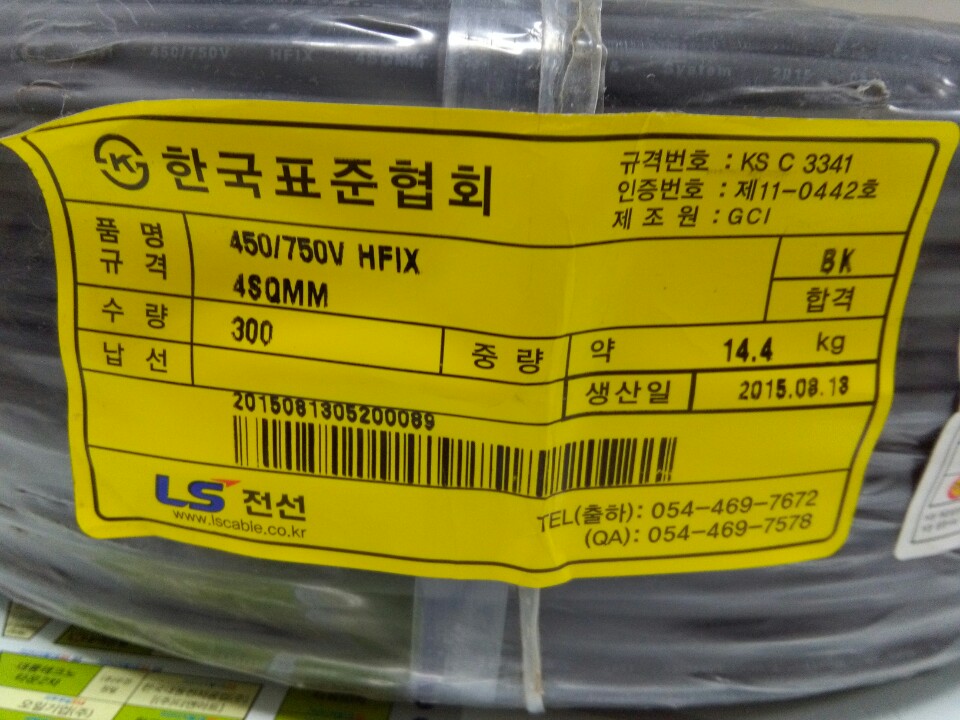 450/750V HFIX 4SQMM System 2015
한국표준협회
규격번호 : KS C 3341
인증번호 : 제11-0442호
제 조 원 : GCI
품 명
규 격
450/750V HFIX
4SQMM
BK
합격
수 량
300
중 량
약 14.4 kg
납 선
생산일
2015.08.13
2015081305200089
LS 전선
www.lscable.co.kr
TEL(출하): 054-469-7672
(QA): 054-469-7578